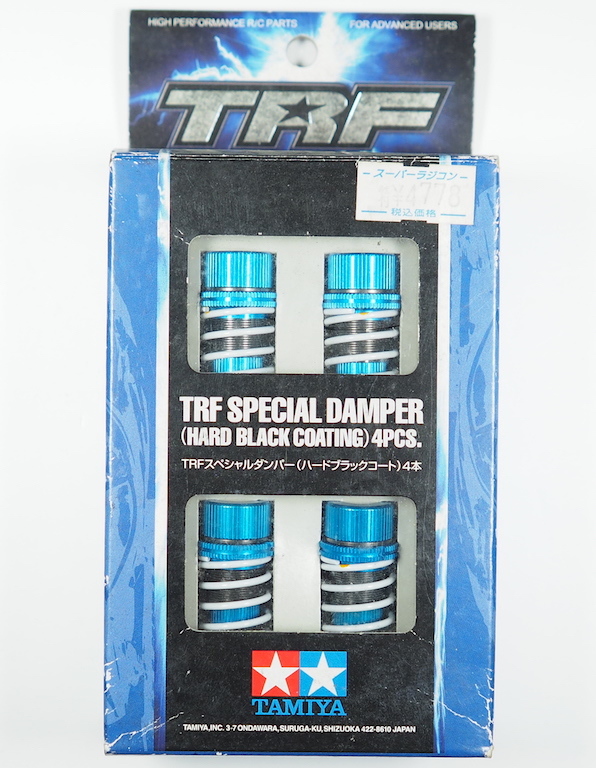 HIGH PERFORMANCE R/C PARTS FOR ADVANCED USERS
TRF
-スーパーラジコン-
税込価格
TRF SPECIAL DAMPER
(HARD BLACK COATING) 4PCS.
TRFスペシャルダンパー(ハードブラックコート)4本
TAMIYA
TAMIYA,INC. 3-7 ONDAWARA, SURUGA-KU, SHIZUOKA 422-8610 JAPAN